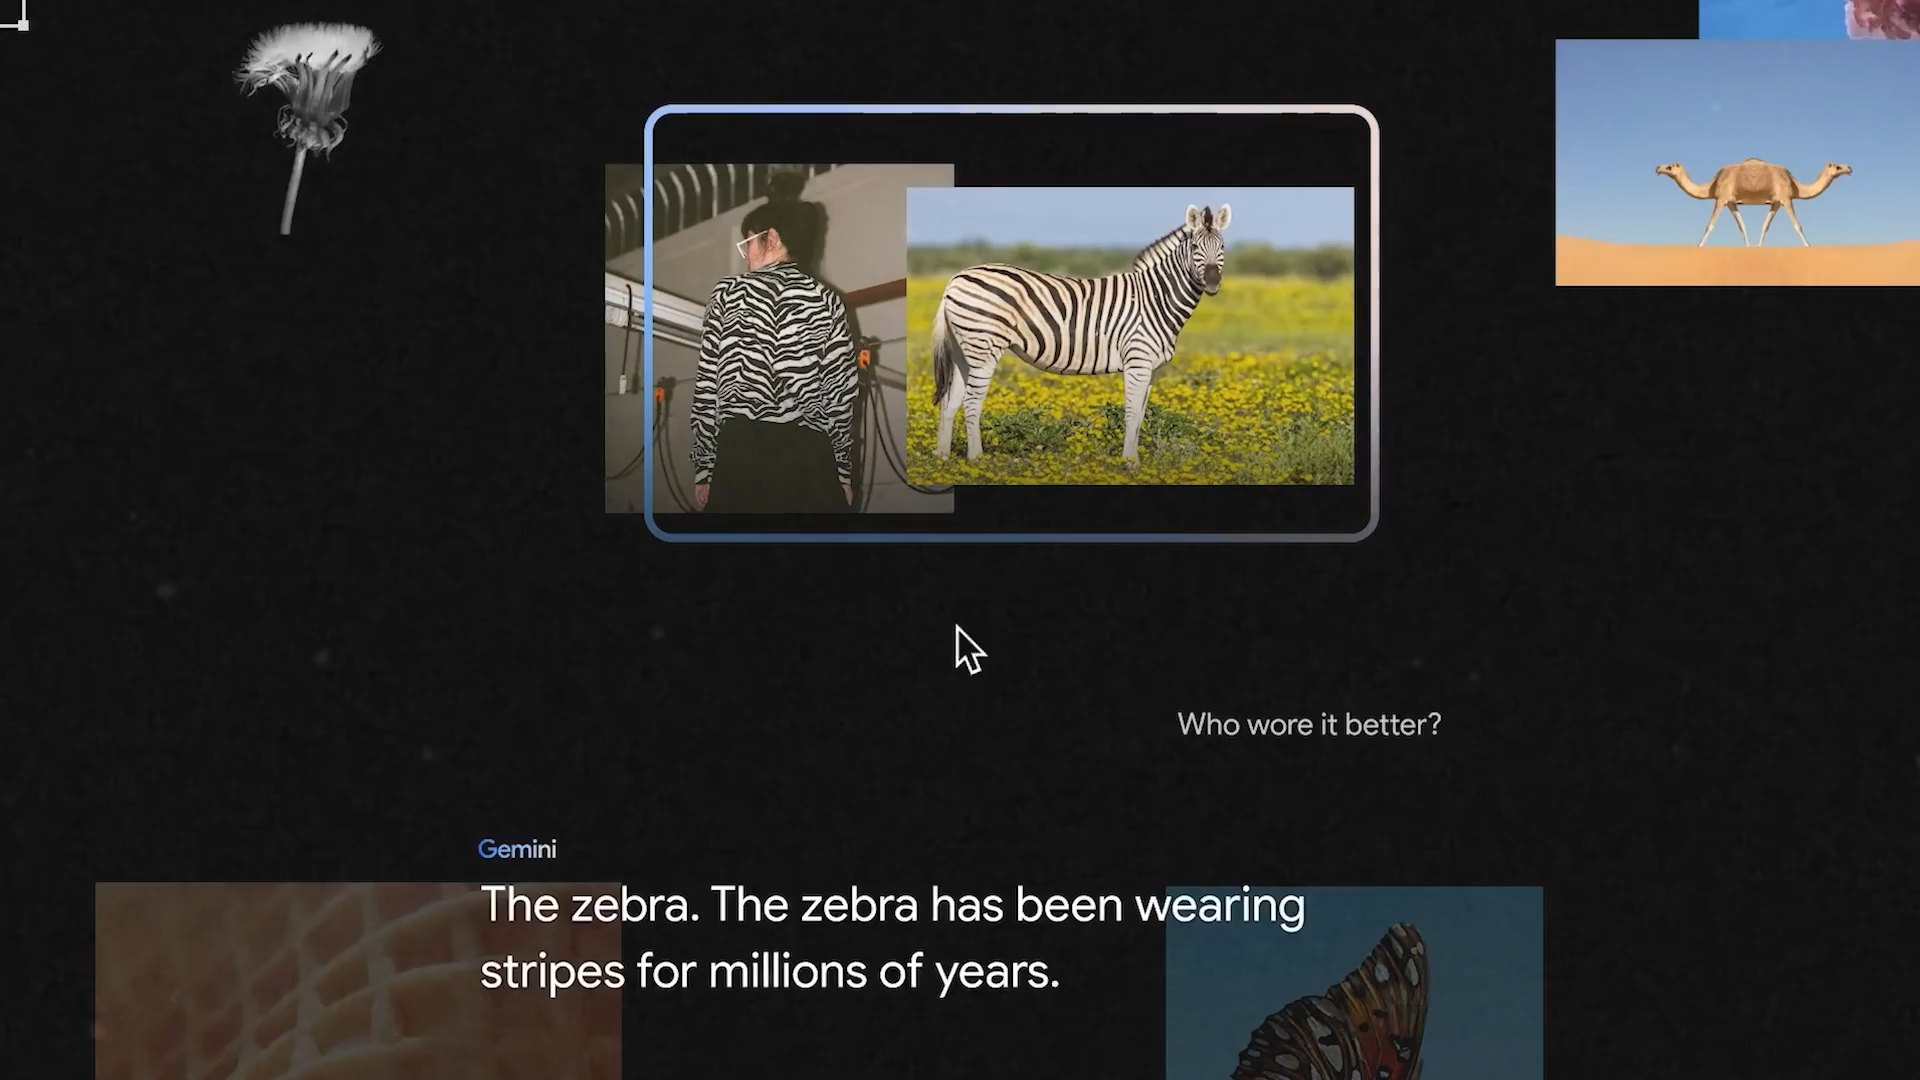 Who wore it better?
Gemini
The zebra. The zebra has been wearing
stripes for millions of years.